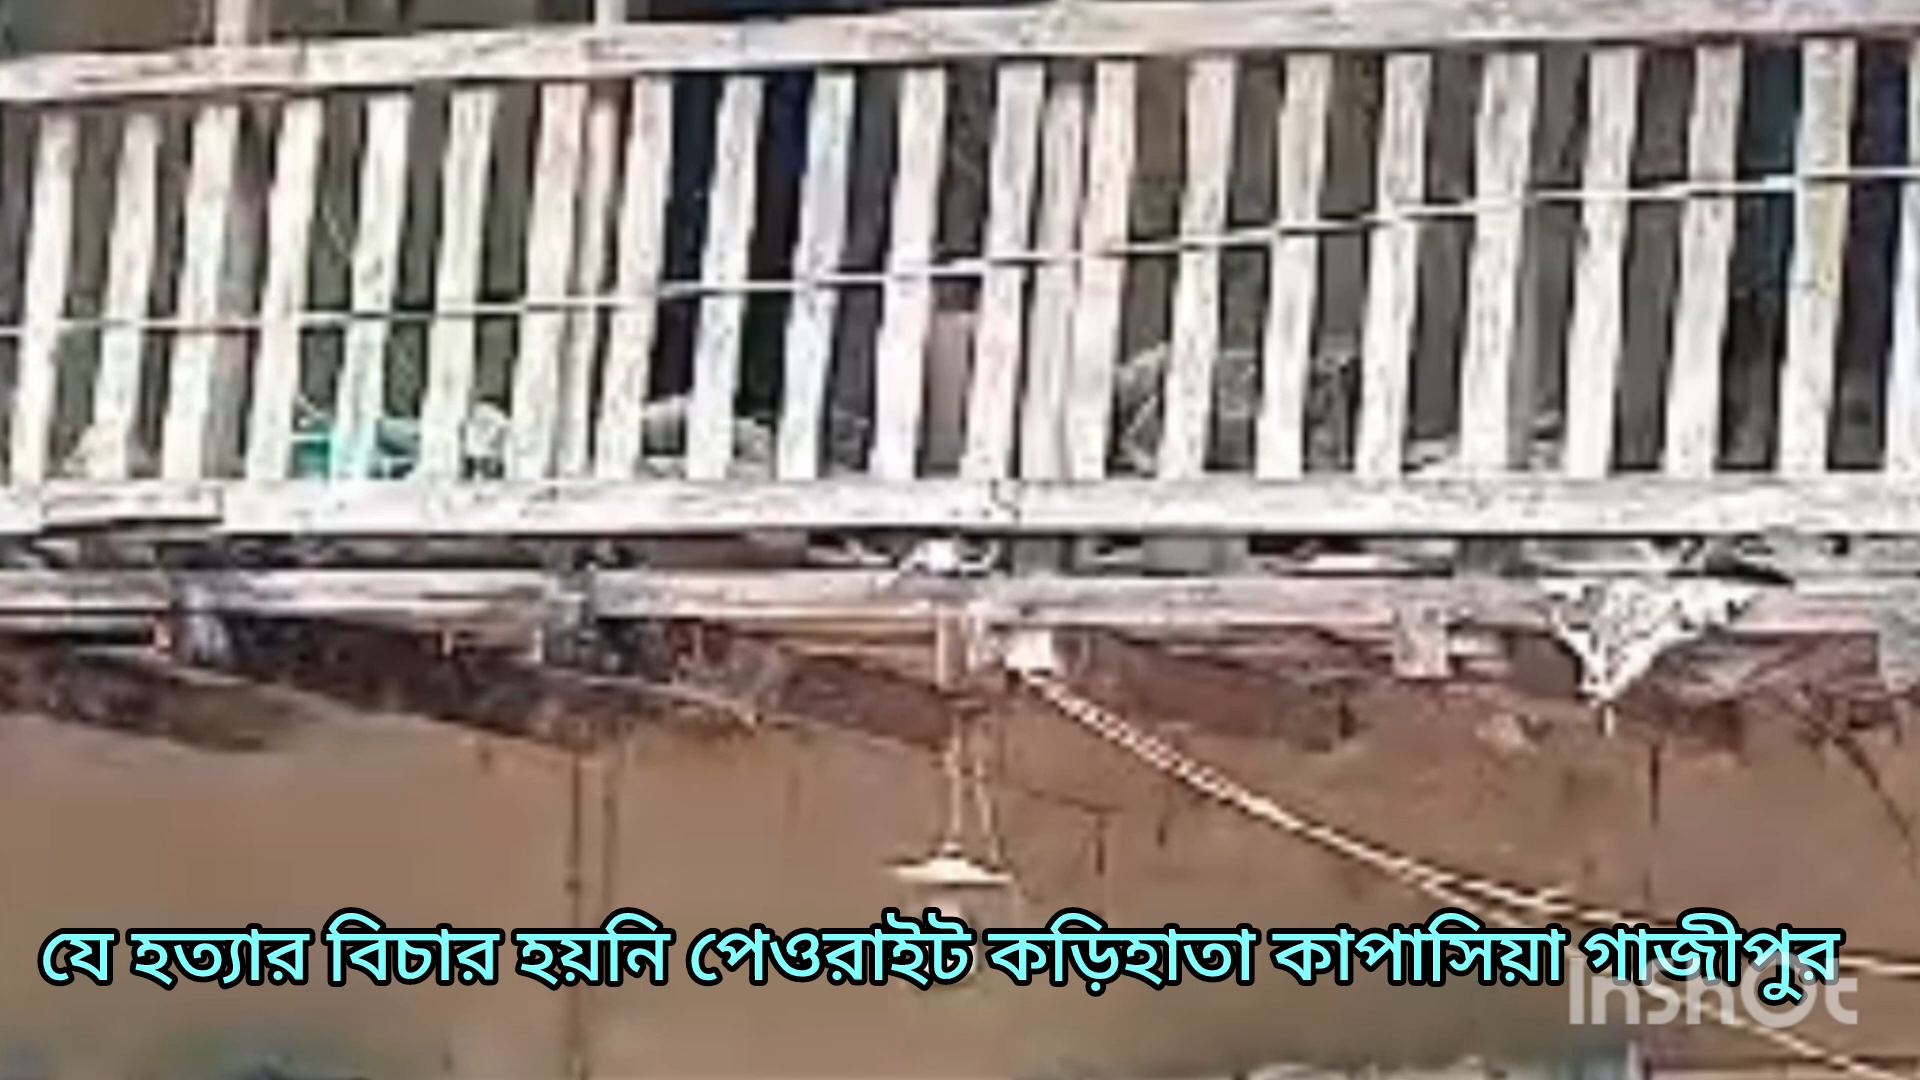 যে হত্যার বিচার হয়নি পেওরাইট কড়িহাতা কাপাসিয়া গাজীপুর
InShOt